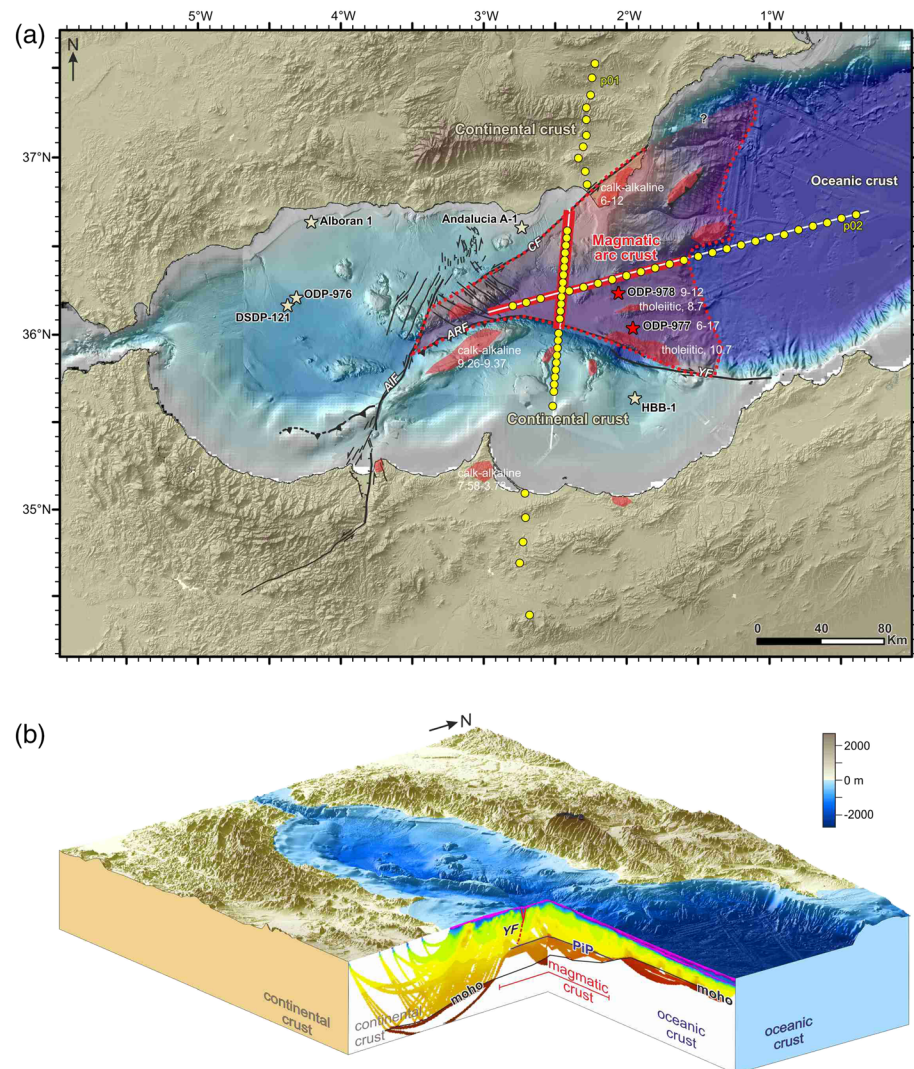 (a)
5°W
4°W
3°W
2°W
1°W
N
p01
?
Continental crust
37°N
calk-alkaline
6-12
Oceanic crust
Alboran 1
Andalucia A-1
CF
p02
Magmatic
arc crust
ODP-976
ODP-978 9-12
tholeiitic, 8.7
DSDP-121
36°N
ARF
ODP-977 6-17
tholeiitic, 10.7
calk-alkaline
9.26-9.37
AIF
YF
HBB-1
Continental crust
calk-alkaline
7.58-3.73
35°N
0 40 80
Km
(b)
N
2000
0 m
-2000
YF
PiP
moho
moho
magmatic
crust
continental
crust
continental
crust
oceanic
crust
oceanic
crust